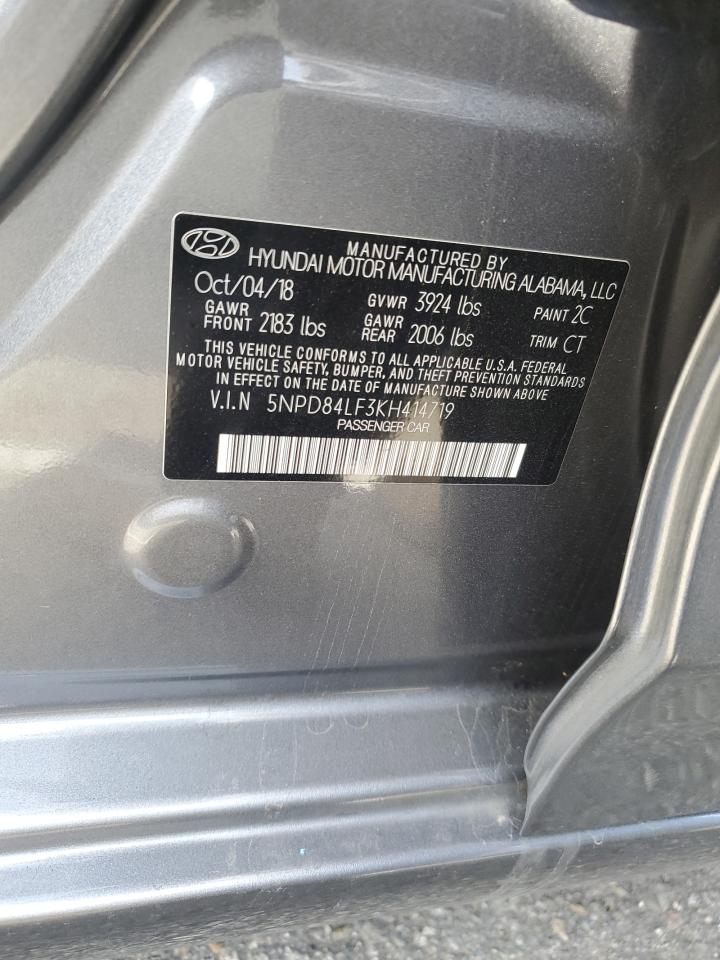 MANUFACTURED BY
HYUNDAI MOTOR MANUFACTURING ALABAMA, LLC
Oct/04/18 GVWR 3924 lbs PAINT 2C
GAWR FRONT 2183 lbs GAWR REAR 2006 lbs TRIM CT
THIS VEHICLE CONFORMS TO ALL APPLICABLE U.S.A. FEDERAL
MOTOR VEHICLE SAFETY, BUMPER, AND THEFT PREVENTION STANDARDS
IN EFFECT ON THE DATE OF MANUFACTURE SHOWN ABOVE
V.I.N 5NPD84LF3KH414719
PASSENGER CAR